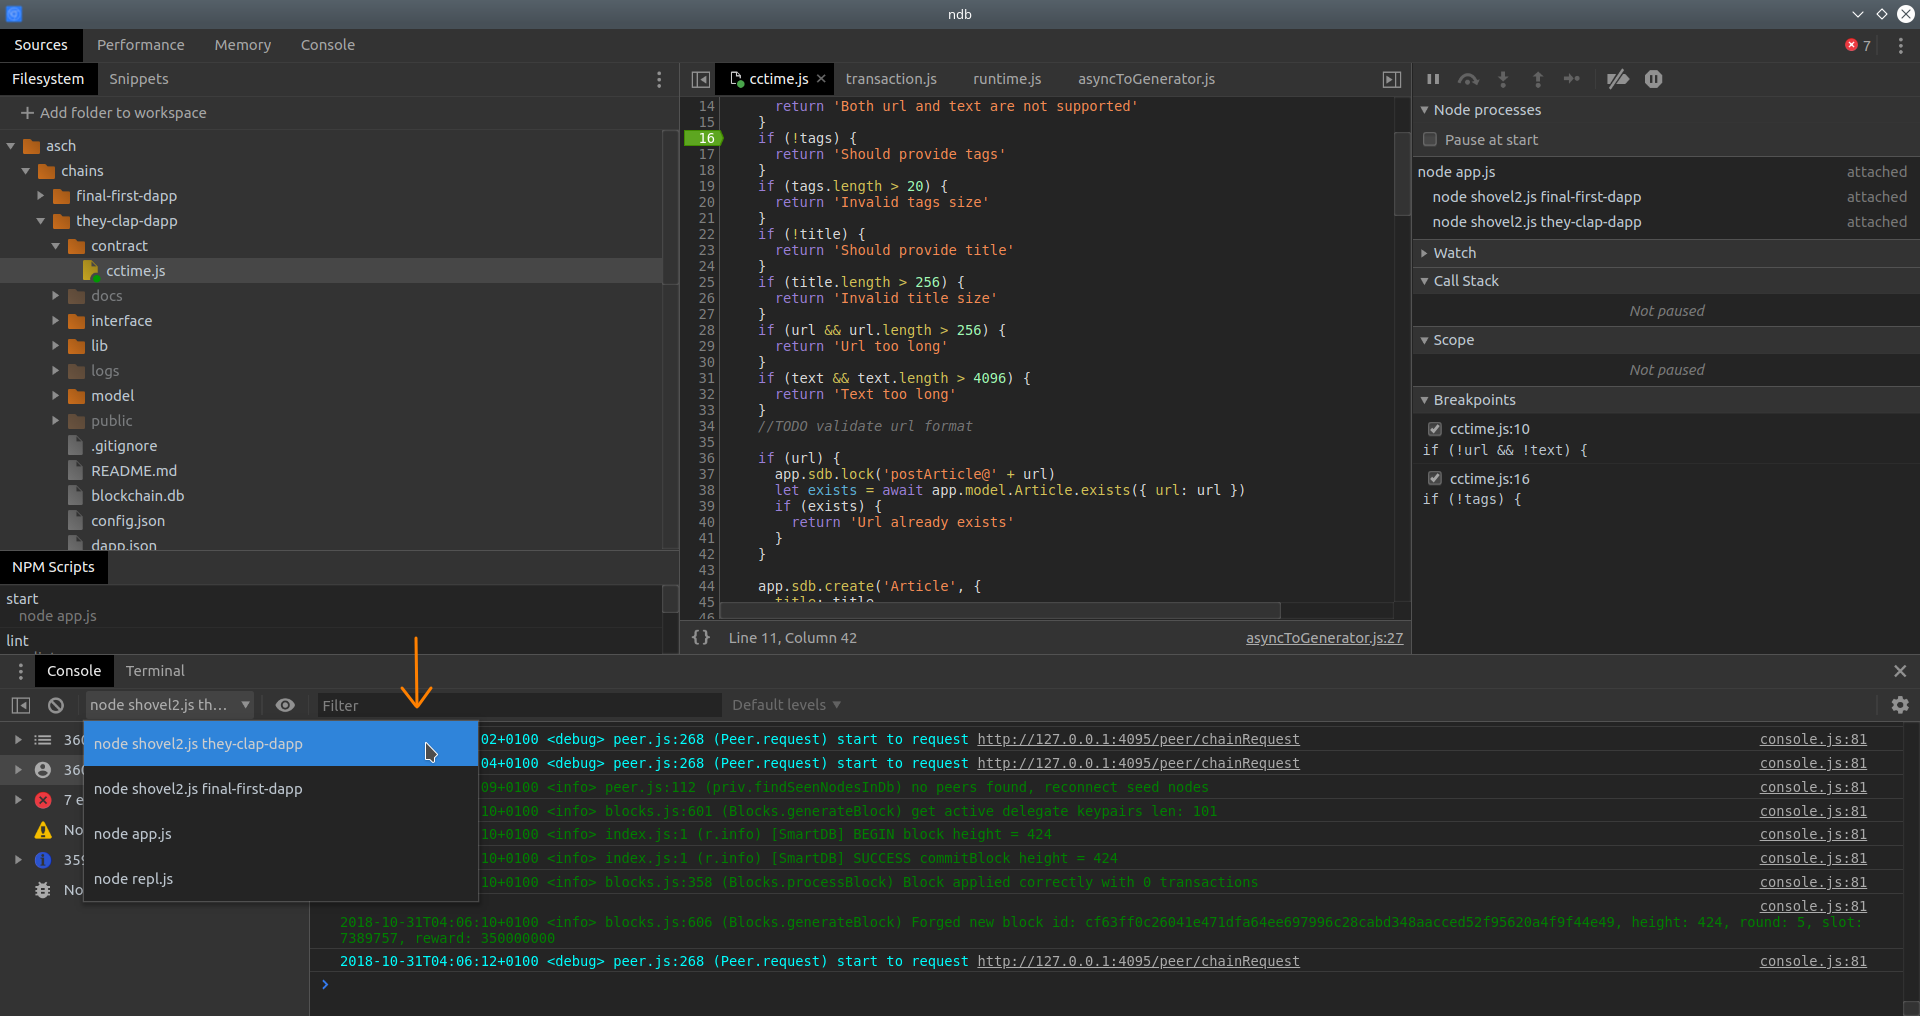 ndb
Sources Performance Memory Console 7
Filesystem Snippets
Add folder to workspace
asch
chains
final-first-dapp
they-clap-dapp
contract
cctime.js
docs
interface
lib
logs
model
public
.gitignore
README.md
blockchain.db
config.json
dapp.json
NPM Scripts
start
node app.js
lint
cctime.js transaction.js runtime.js asyncToGenerator.js
14 return 'Both url and text are not supported'
15 }
16 if (!tags) {
17 return 'Should provide tags'
18 }
19 if (tags.length > 20) {
20 return 'Invalid tags size'
21 }
22 if (!title) {
23 return 'Should provide title'
24 }
25 if (title.length > 256) {
26 return 'Invalid title size'
27 }
28 if (url && url.length > 256) {
29 return 'Url too long'
30 }
31 if (text && text.length > 4096) {
32 return 'Text too long'
33 }
34 //TODO validate url format
35
36 if (url) {
37 app.sdb.lock('postArticle@' + url)
38 let exists = await app.model.Article.exists({ url: url })
39 if (exists) {
40 return 'Url already exists'
41 }
42 }
43
44 app.sdb.create('Article', {
45 title: title
46
{} Line 11, Column 42 asyncToGenerator.js:27
Node processes
Pause at start
node app.js attached
node shovel2.js final-first-dapp attached
node shovel2.js they-clap-dapp attached
Watch
Call Stack
Not paused
Scope
Not paused
Breakpoints
cctime.js:10
if (!url && !text) {
cctime.js:16
if (!tags) {
Console Terminal
node shovel2.js th... Filter Default levels
node shovel2.js they-clap-dapp
node shovel2.js final-first-dapp
node app.js
node repl.js
36
36
7 e
No
35
No
02+0100 <debug> peer.js:268 (Peer.request) start to request http://127.0.0.1:4095/peer/chainRequest console.js:81
04+0100 <debug> peer.js:268 (Peer.request) start to request http://127.0.0.1:4095/peer/chainRequest console.js:81
09+0100 <info> peer.js:112 (priv.findSeenNodesInDb) no peers found, reconnect seed nodes console.js:81
10+0100 <info> blocks.js:601 (Blocks.generateBlock) get active delegate keypairs len: 101 console.js:81
10+0100 <info> index.js:1 (r.info) [SmartDB] BEGIN block height = 424 console.js:81
10+0100 <info> index.js:1 (r.info) [SmartDB] SUCCESS commitBlock height = 424 console.js:81
10+0100 <info> blocks.js:358 (Blocks.processBlock) Block applied correctly with 0 transactions console.js:81
console.js:81
2018-10-31T04:06:10+0100 <info> blocks.js:606 (Blocks.generateBlock) Forged new block id: cf63ff0c26041e471dfa64ee697996c28cabd348aacced52f95620a4f9f44e49, height: 424, round: 5, slot:
7389757, reward: 350000000
2018-10-31T04:06:12+0100 <debug> peer.js:268 (Peer.request) start to request http://127.0.0.1:4095/peer/chainRequest console.js:81